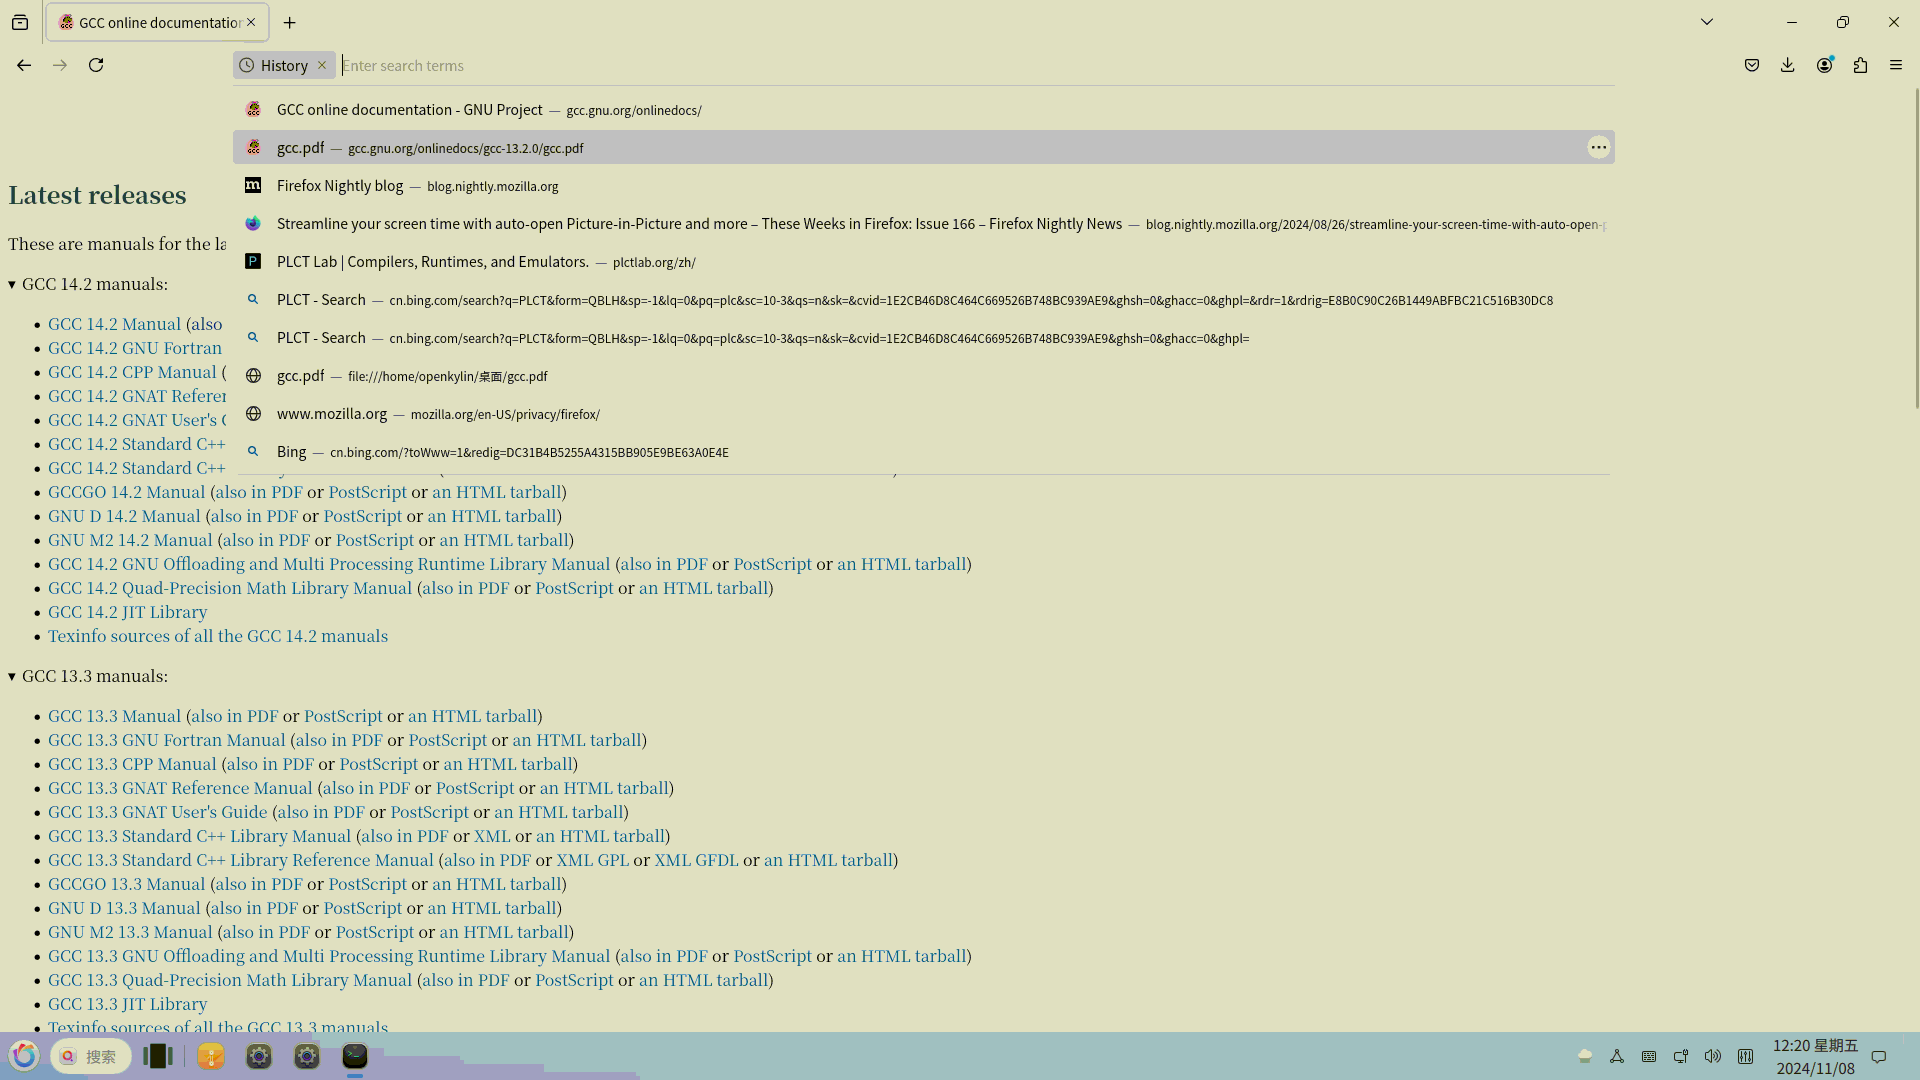 GCC online documentation
History Enter search terms
GCC online documentation - GNU Project — gcc.gnu.org/onlinedocs/
gcc.pdf — gcc.gnu.org/onlinedocs/gcc-13.2.0/gcc.pdf
Firefox Nightly blog — blog.nightly.mozilla.org
Streamline your screen time with auto-open Picture-in-Picture and more – These Weeks in Firefox: Issue 166 – Firefox Nightly News — blog.nightly.mozilla.org/2024/08/26/streamline-your-screen-time-with-auto-open-
PLCT Lab | Compilers, Runtimes, and Emulators. — plctlab.org/zh/
PLCT - Search — cn.bing.com/search?q=PLCT&form=QBLH&sp=-1&lq=0&pq=plc&sc=10-3&qs=n&sk=&cvid=1E2CB46D8C464C669526B748BC939AE9&ghsh=0&ghacc=0&ghpl=&rdr=1&rdrig=E8B0C90C26B1449ABFBC21C516B30DC8
PLCT - Search — cn.bing.com/search?q=PLCT&form=QBLH&sp=-1&lq=0&pq=plc&sc=10-3&qs=n&sk=&cvid=1E2CB46D8C464C669526B748BC939AE9&ghsh=0&ghacc=0&ghpl=
gcc.pdf — file:///home/openkylin/桌面/gcc.pdf
www.mozilla.org — mozilla.org/en-US/privacy/firefox/
Bing — cn.bing.com/?toWww=1&redig=DC31B4B5255A4315BB905E9BE63A0E4E
Latest releases
These are manuals for the la
GCC 14.2 manuals:
GCC 14.2 Manual (also
GCC 14.2 GNU Fortran
GCC 14.2 CPP Manual (
GCC 14.2 GNAT Refere
GCC 14.2 GNAT User's
GCC 14.2 Standard C++
GCC 14.2 Standard C++
GCCGO 14.2 Manual (also in PDF or PostScript or an HTML tarball)
GNU D 14.2 Manual (also in PDF or PostScript or an HTML tarball)
GNU M2 14.2 Manual (also in PDF or PostScript or an HTML tarball)
GCC 14.2 GNU Offloading and Multi Processing Runtime Library Manual (also in PDF or PostScript or an HTML tarball)
GCC 14.2 Quad-Precision Math Library Manual (also in PDF or PostScript or an HTML tarball)
GCC 14.2 JIT Library
Texinfo sources of all the GCC 14.2 manuals
GCC 13.3 manuals:
GCC 13.3 Manual (also in PDF or PostScript or an HTML tarball)
GCC 13.3 GNU Fortran Manual (also in PDF or PostScript or an HTML tarball)
GCC 13.3 CPP Manual (also in PDF or PostScript or an HTML tarball)
GCC 13.3 GNAT Reference Manual (also in PDF or PostScript or an HTML tarball)
GCC 13.3 GNAT User's Guide (also in PDF or PostScript or an HTML tarball)
GCC 13.3 Standard C++ Library Manual (also in PDF or XML or an HTML tarball)
GCC 13.3 Standard C++ Library Reference Manual (also in PDF or XML GPL or XML GFDL or an HTML tarball)
GCCGO 13.3 Manual (also in PDF or PostScript or an HTML tarball)
GNU D 13.3 Manual (also in PDF or PostScript or an HTML tarball)
GNU M2 13.3 Manual (also in PDF or PostScript or an HTML tarball)
GCC 13.3 GNU Offloading and Multi Processing Runtime Library Manual (also in PDF or PostScript or an HTML tarball)
GCC 13.3 Quad-Precision Math Library Manual (also in PDF or PostScript or an HTML tarball)
GCC 13.3 JIT Library
Texinfo sources of all the GCC 13.3 manuals
搜索
12:20 星期五
2024/11/08